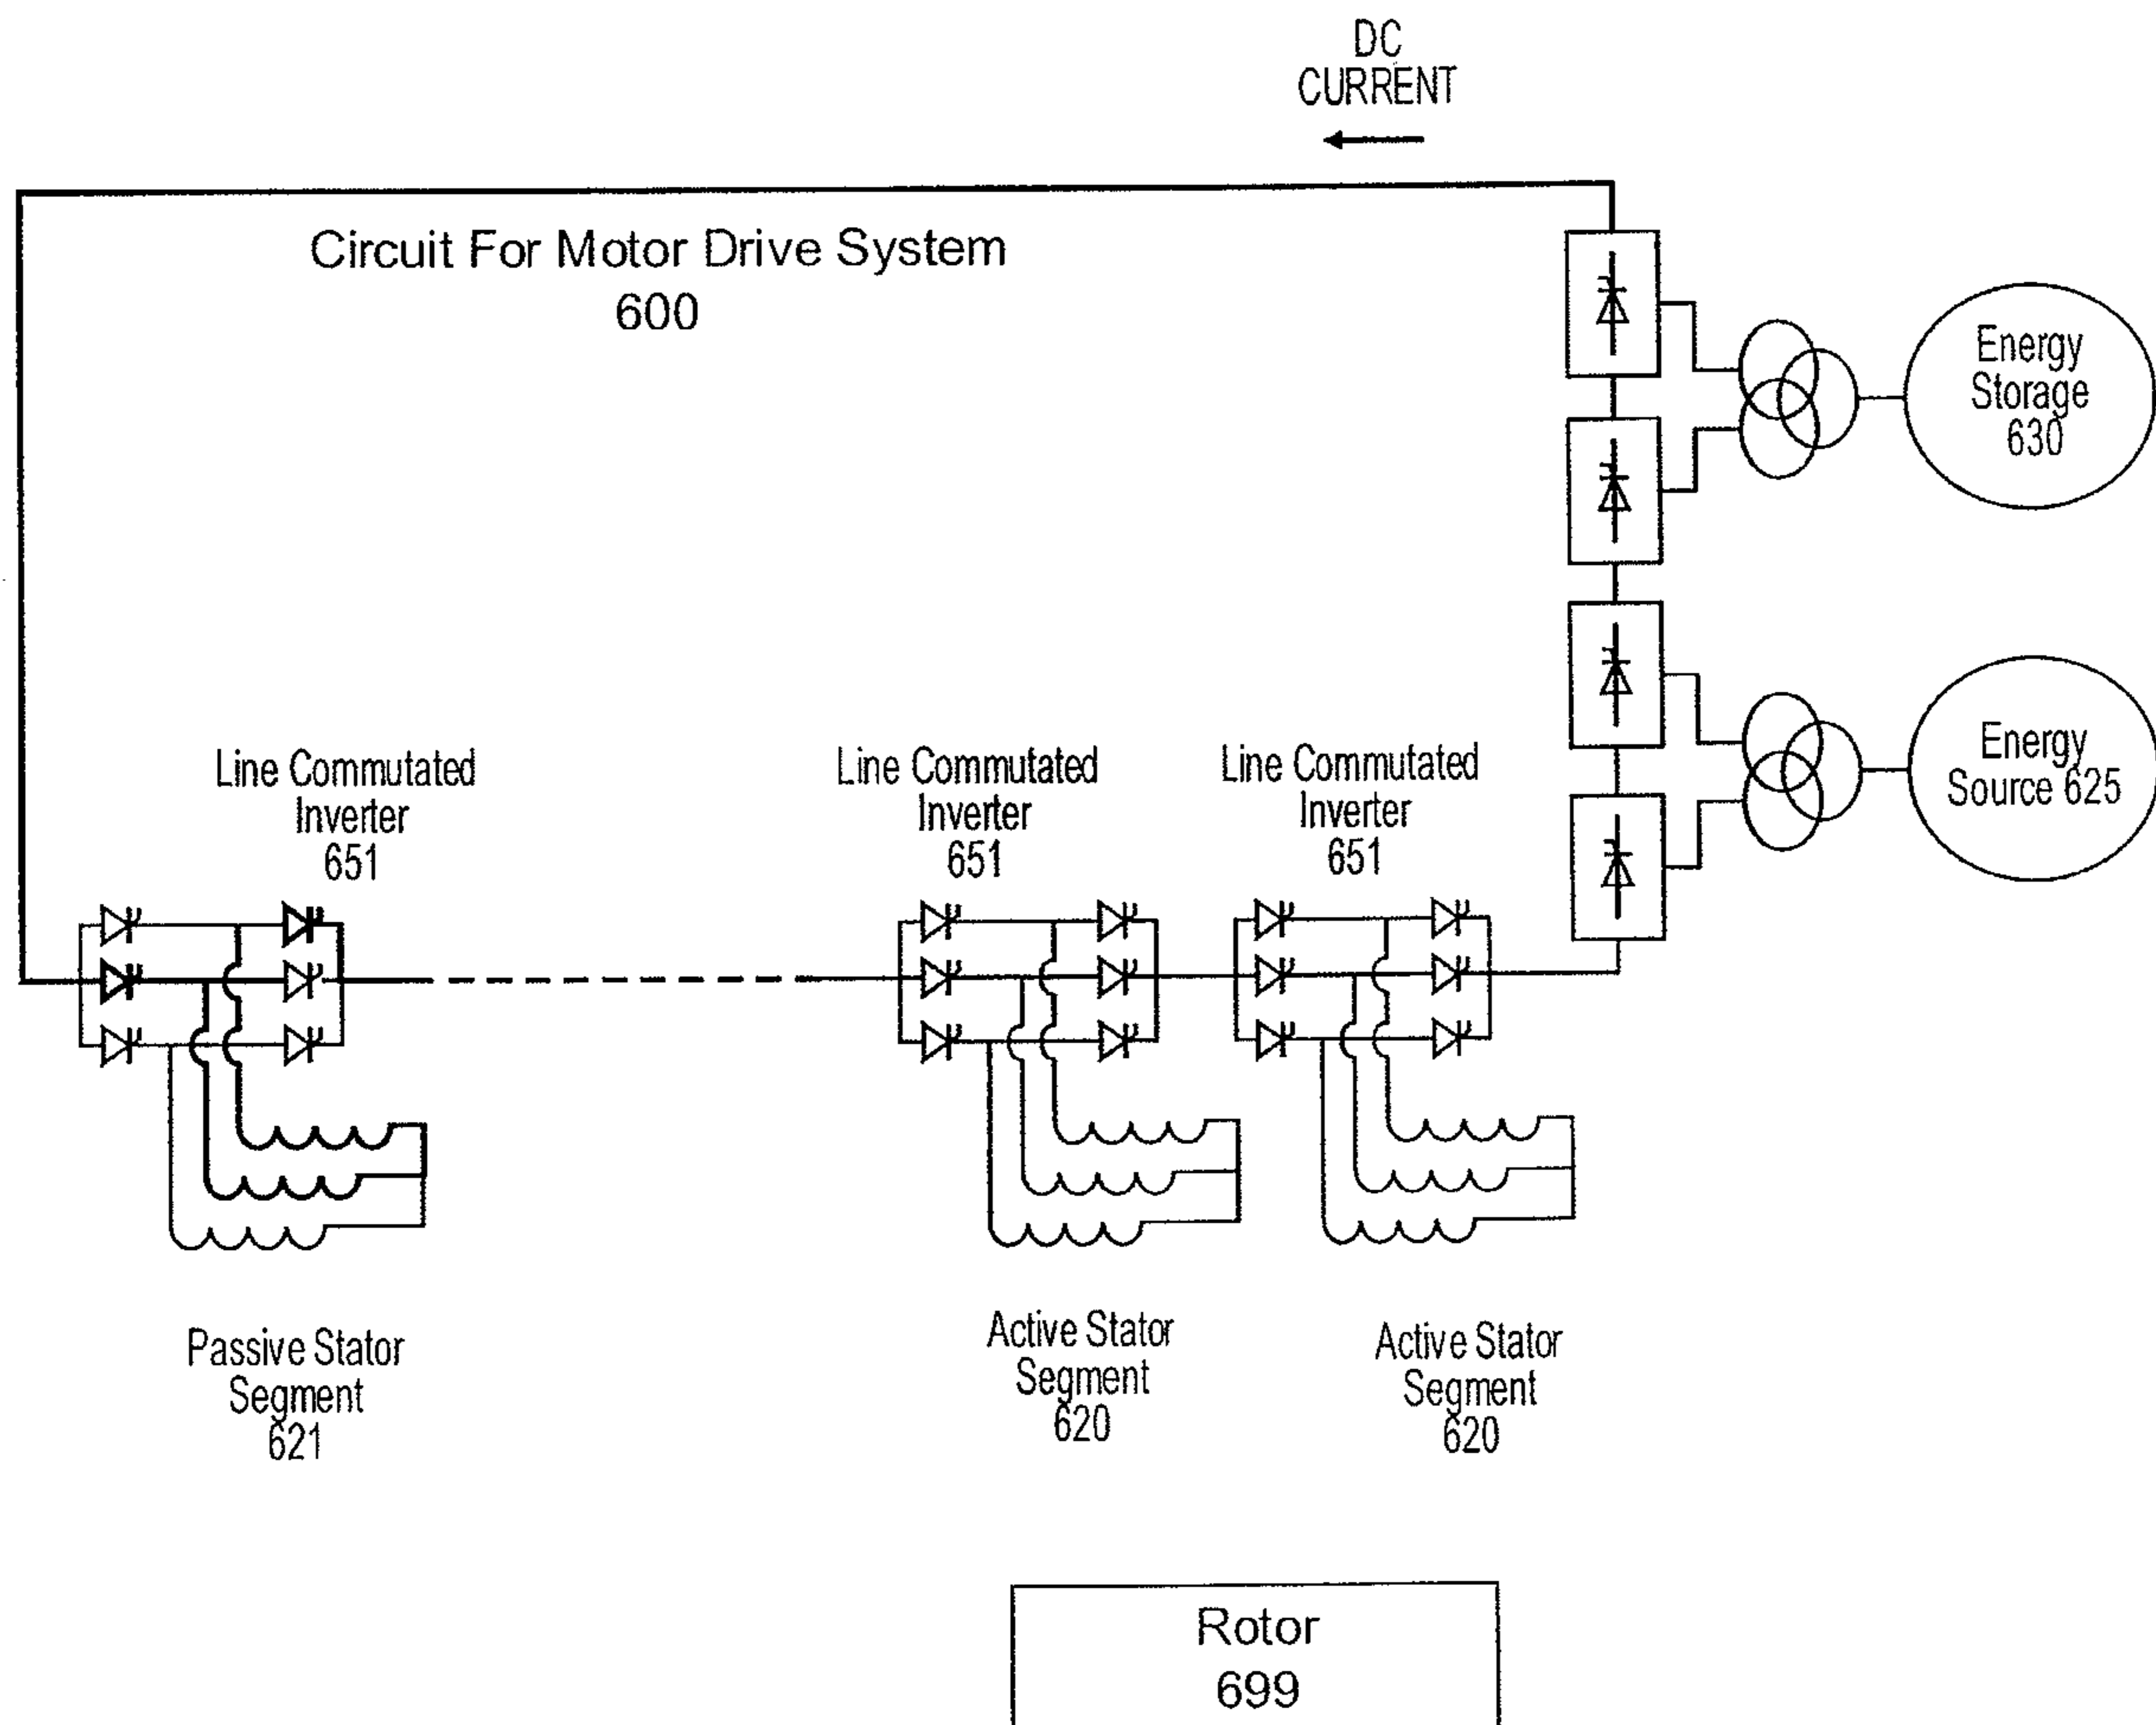 DC
CURRENT
Circuit For Motor Drive System
600
Energy
Storage
630
Energy
Source 625
Line Commutated
Inverter
651
Line Commutated
Inverter
651
Line Commutated
Inverter
651
Passive Stator
Segment
621
Active Stator
Segment
620
Active Stator
Segment
620
Rotor
699